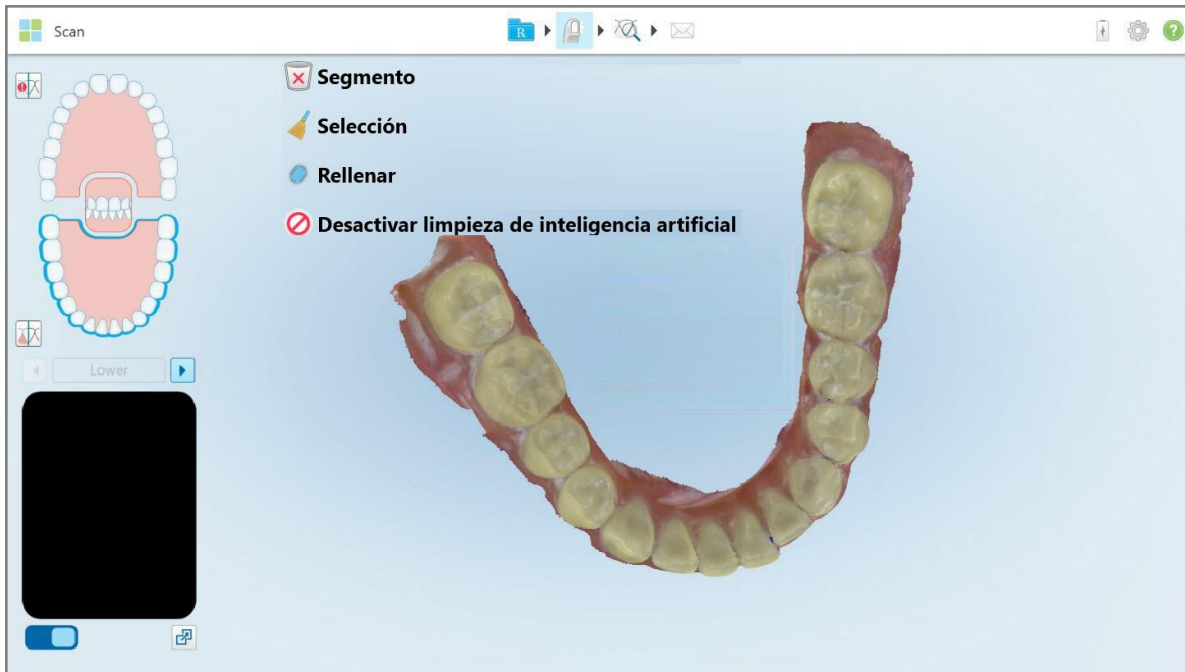 Scan
R
Segmento
Selección
Rellenar
Desactivar limpieza de inteligencia artificial
Lower